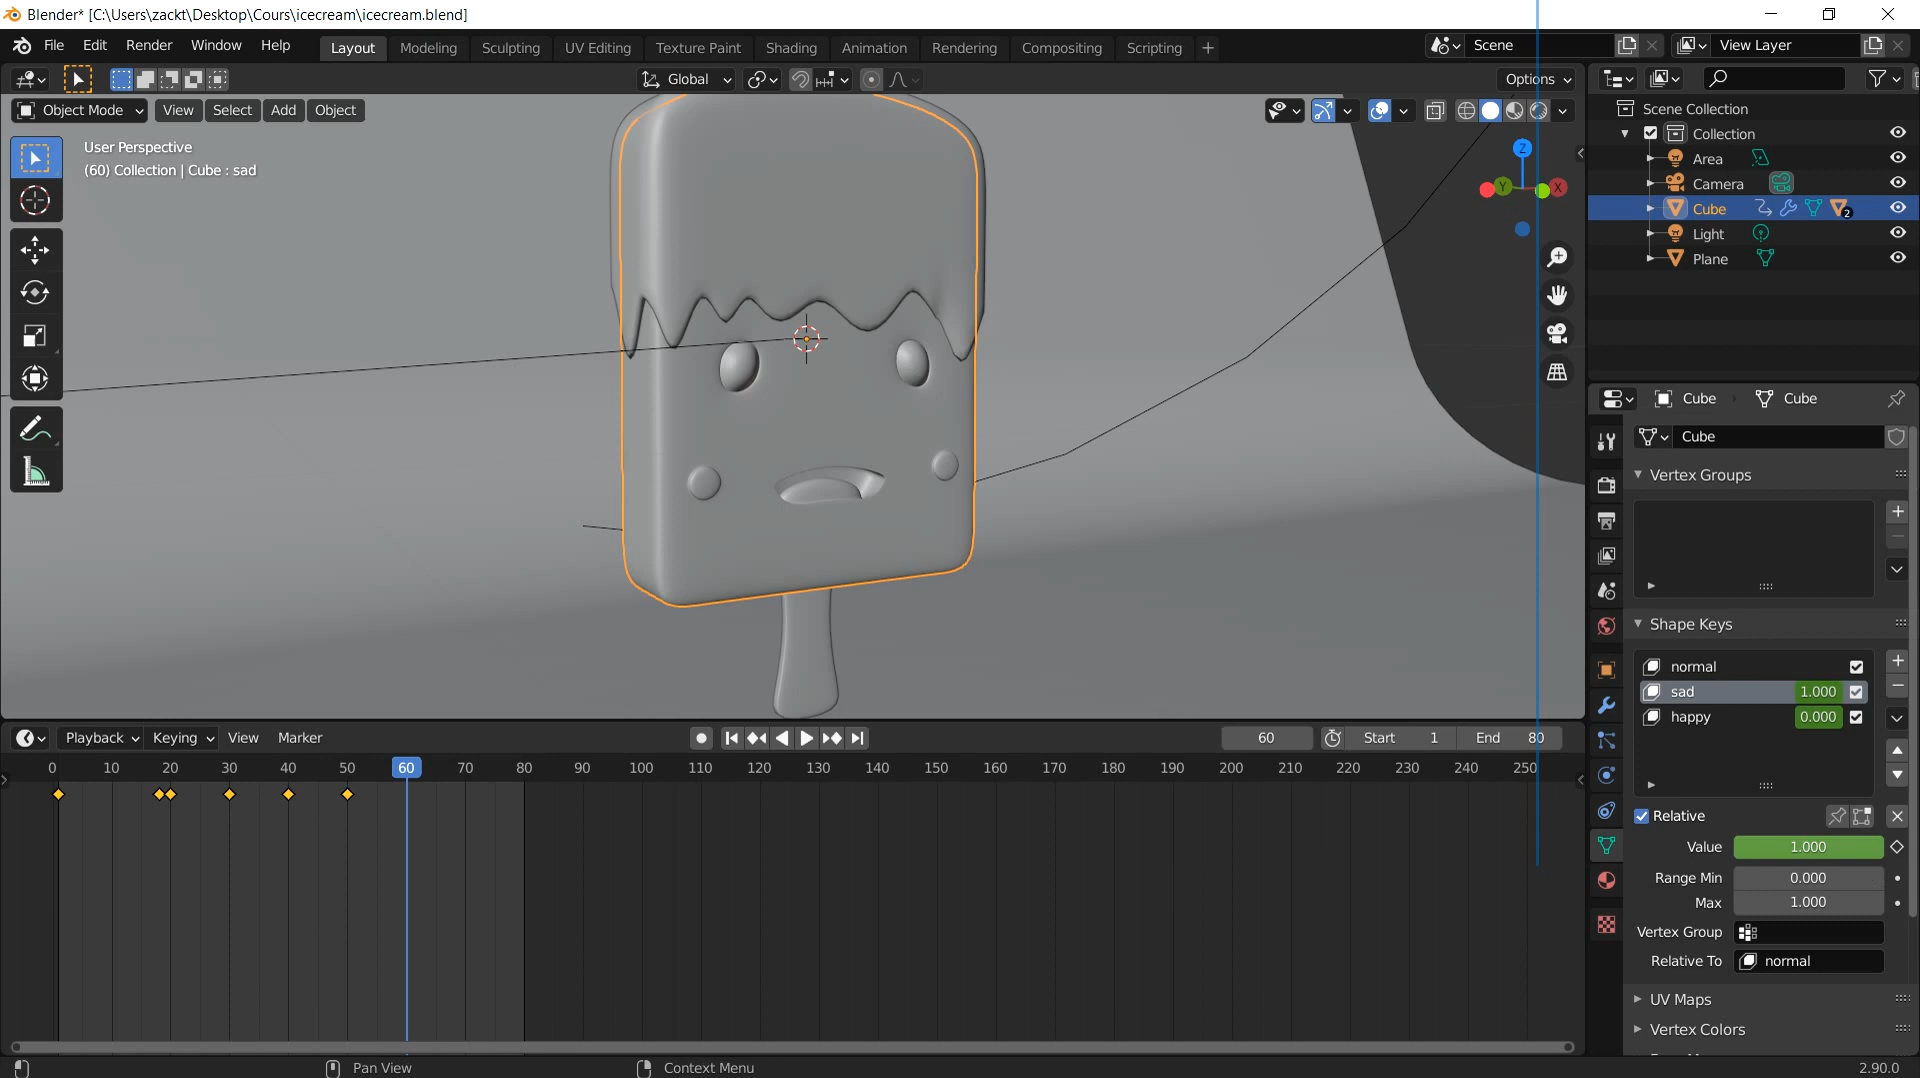 Blender* [C:\Users\zackt\Desktop\Cours\icecream\icecream.blend]
File Edit Render Window Help Layout Modeling Sculpting UV Editing Texture Paint Shading Animation Rendering Compositing Scripting + Scene View Layer
Global Options
Object Mode View Select Add Object
User Perspective
(60) Collection | Cube : sad
Z
Y
X
Scene Collection
Collection
Area
Camera
Cube 2
Light
Plane
Cube Cube
Cube
Vertex Groups
Shape Keys
normal
sad 1.000
happy 0.000
Relative
Value 1.000
Range Min 0.000
Max 1.000
Vertex Group
Relative To normal
UV Maps
Vertex Colors
Playback Keying View Marker 60 Start 1 End 80
0 10 20 30 40 50 60 70 80 90 100 110 120 130 140 150 160 170 180 190 200 210 220 230 240 250
Pan View Context Menu 2.90.0